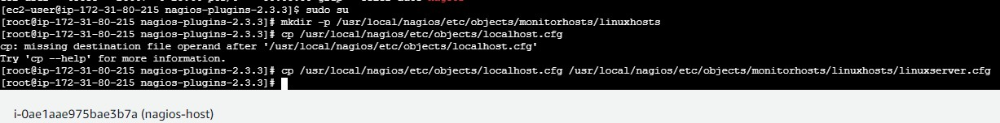 [ec2-user@ip-172-31-80-215 nagios-plugins-2.3.3]$ sudo su
[root@ip-172-31-80-215 nagios-plugins-2.3.3]# mkdir -p /usr/local/nagios/etc/objects/monitorhosts/linuxhosts
[root@ip-172-31-80-215 nagios-plugins-2.3.3]# cp /usr/local/nagios/etc/objects/localhost.cfg
cp: missing destination file operand after '/usr/local/nagios/etc/objects/localhost.cfg'
Try 'cp --help' for more information.
[root@ip-172-31-80-215 nagios-plugins-2.3.3]# cp /usr/local/nagios/etc/objects/localhost.cfg /usr/local/nagios/etc/objects/monitorhosts/linuxhosts/linuxserver.cfg
[root@ip-172-31-80-215 nagios-plugins-2.3.3]#
i-0ae1aae975bae3b7a (nagios-host)